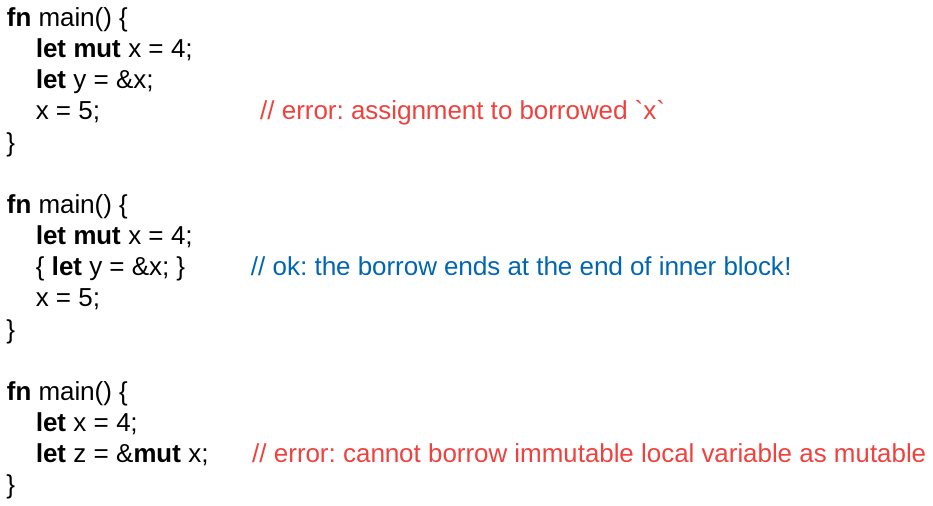 fn main() {
    let mut x = 4;
    let y = &x;
    x = 5; // error: assignment to borrowed `x`
}
fn main() {
    let mut x = 4;
    { let y = &x; } // ok: the borrow ends at the end of inner block!
    x = 5;
}
fn main() {
    let x = 4;
    let z = &mut x; // error: cannot borrow immutable local variable as mutable
}